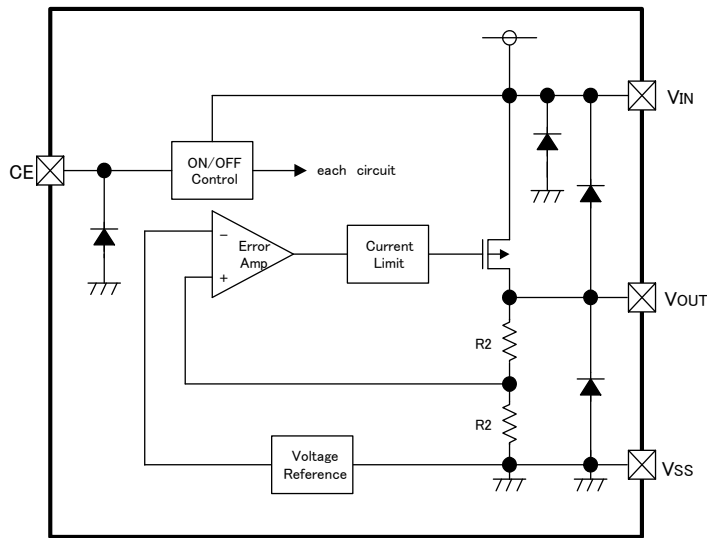 VIN
CE
ON/OFF
Control
each circuit
−
Error
Amp
+
Current
Limit
VOUT
R2
R2
Voltage
Reference
VSS